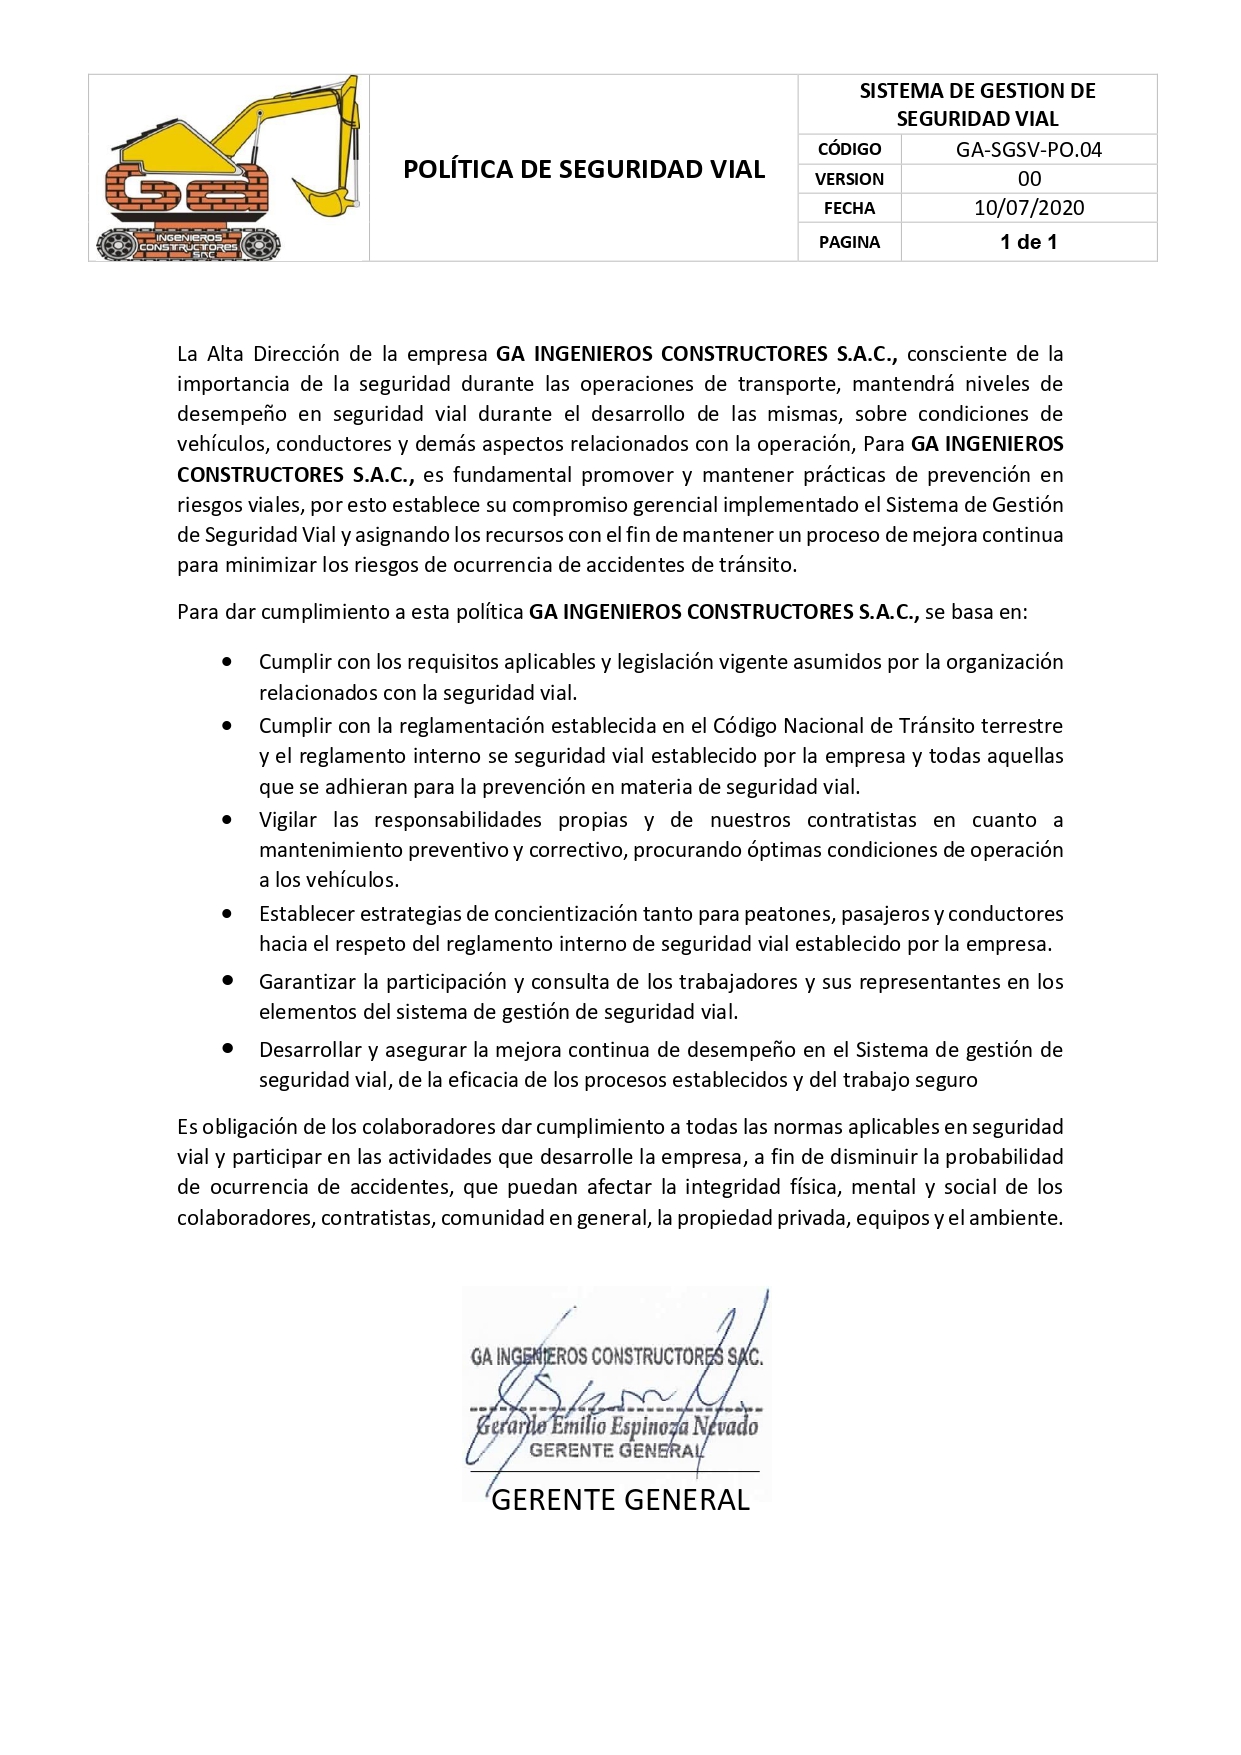 Ga
INGENIEROS
CONSTRUCTORES
SAC
POLÍTICA DE SEGURIDAD VIAL
SISTEMA DE GESTION DE
SEGURIDAD VIAL
CÓDIGO GA-SGSV-PO.04
VERSION 00
FECHA 10/07/2020
PAGINA 1 de 1
La Alta Dirección de la empresa GA INGENIEROS CONSTRUCTORES S.A.C., consciente de la
importancia de la seguridad durante las operaciones de transporte, mantendrá niveles de
desempeño en seguridad vial durante el desarrollo de las mismas, sobre condiciones de
vehículos, conductores y demás aspectos relacionados con la operación, Para GA INGENIEROS
CONSTRUCTORES S.A.C., es fundamental promover y mantener prácticas de prevención en
riesgos viales, por esto establece su compromiso gerencial implementado el Sistema de Gestión
de Seguridad Vial y asignando los recursos con el fin de mantener un proceso de mejora continua
para minimizar los riesgos de ocurrencia de accidentes de tránsito.
Para dar cumplimiento a esta política GA INGENIEROS CONSTRUCTORES S.A.C., se basa en:
• Cumplir con los requisitos aplicables y legislación vigente asumidos por la organización
relacionados con la seguridad vial.
• Cumplir con la reglamentación establecida en el Código Nacional de Tránsito terrestre
y el reglamento interno se seguridad vial establecido por la empresa y todas aquellas
que se adhieran para la prevención en materia de seguridad vial.
• Vigilar las responsabilidades propias y de nuestros contratistas en cuanto a
mantenimiento preventivo y correctivo, procurando óptimas condiciones de operación
a los vehículos.
• Establecer estrategias de concientización tanto para peatones, pasajeros y conductores
hacia el respeto del reglamento interno de seguridad vial establecido por la empresa.
• Garantizar la participación y consulta de los trabajadores y sus representantes en los
elementos del sistema de gestión de seguridad vial.
• Desarrollar y asegurar la mejora continua de desempeño en el Sistema de gestión de
seguridad vial, de la eficacia de los procesos establecidos y del trabajo seguro
Es obligación de los colaboradores dar cumplimiento a todas las normas aplicables en seguridad
vial y participar en las actividades que desarrolle la empresa, a fin de disminuir la probabilidad
de ocurrencia de accidentes, que puedan afectar la integridad física, mental y social de los
colaboradores, contratistas, comunidad en general, la propiedad privada, equipos y el ambiente.
GA INGENIEROS CONSTRUCTORES SAC.
Gerardo Emilio Espinoza Nevado
GERENTE GENERAL
GERENTE GENERAL